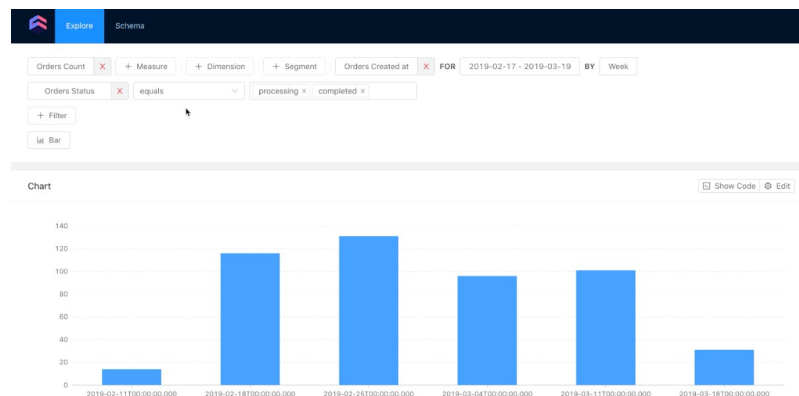 Explore Schema
Orders Count X + Measure + Dimension + Segment Orders Created at X FOR 2019-02-17 - 2019-03-19 BY Week
Orders Status X equals processing × completed ×
+ Filter
Bar
Chart Show Code Edit
140
120
100
80
60
40
20
0
2019-02-11T00:00:00.000 2019-02-18T00:00:00.000 2019-02-25T00:00:00.000 2019-03-04T00:00:00.000 2019-03-11T00:00:00.000 2019-03-18T00:00:00.000